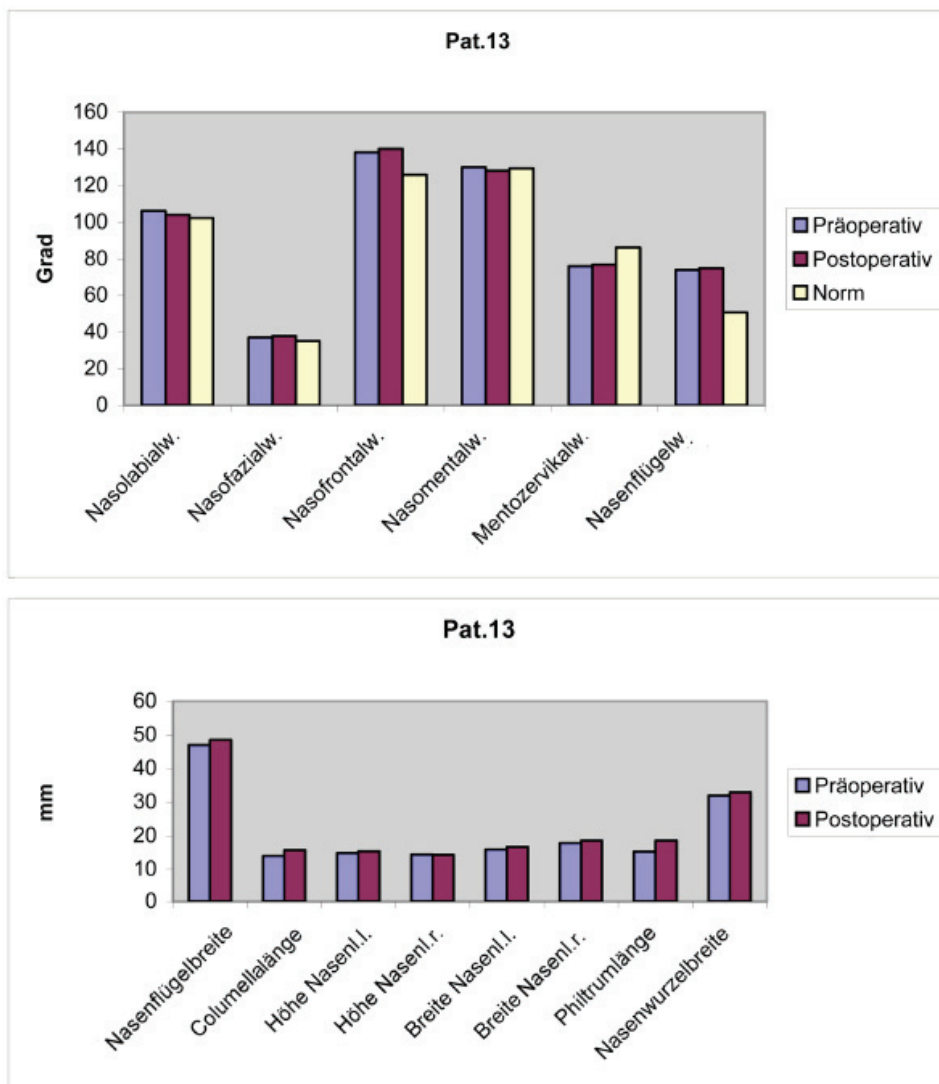 Pat.13
160
140
120
100
80
60
40
20
0
Grad
Nasolabialw.
Nasofazialw.
Nasofrontalw.
Nasomentalw.
Mentozervikalw.
Nasenflügelw.
Präoperativ
Postoperativ
Norm
Pat.13
60
50
40
30
20
10
0
mm
Nasenflügelbreite
Columellalänge
Höhe Nasenl.l.
Höhe Nasenl.r.
Breite Nasenl.l.
Breite Nasenl.r.
Philtrumlänge
Nasenwurzelbreite
Präoperativ
Postoperativ